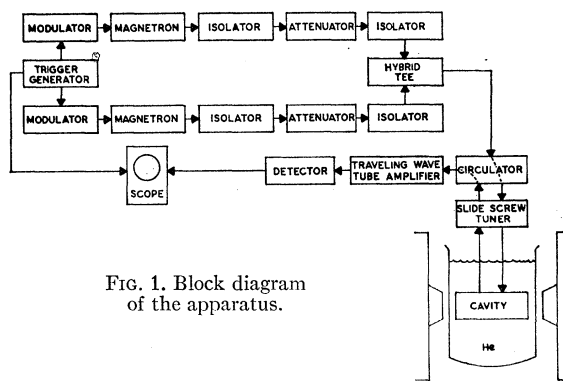 MODULATOR MAGNETRON ISOLATOR ATTENUATOR ISOLATOR
TRIGGER
GENERATOR
HYBRID
TEE
MODULATOR MAGNETRON ISOLATOR ATTENUATOR ISOLATOR
SCOPE
DETECTOR
TRAVELING WAVE
TUBE AMPLIFIER
CIRCULATOR
SLIDE SCREW
TUNER
CAVITY
He
FIG. 1. Block diagram
of the apparatus.